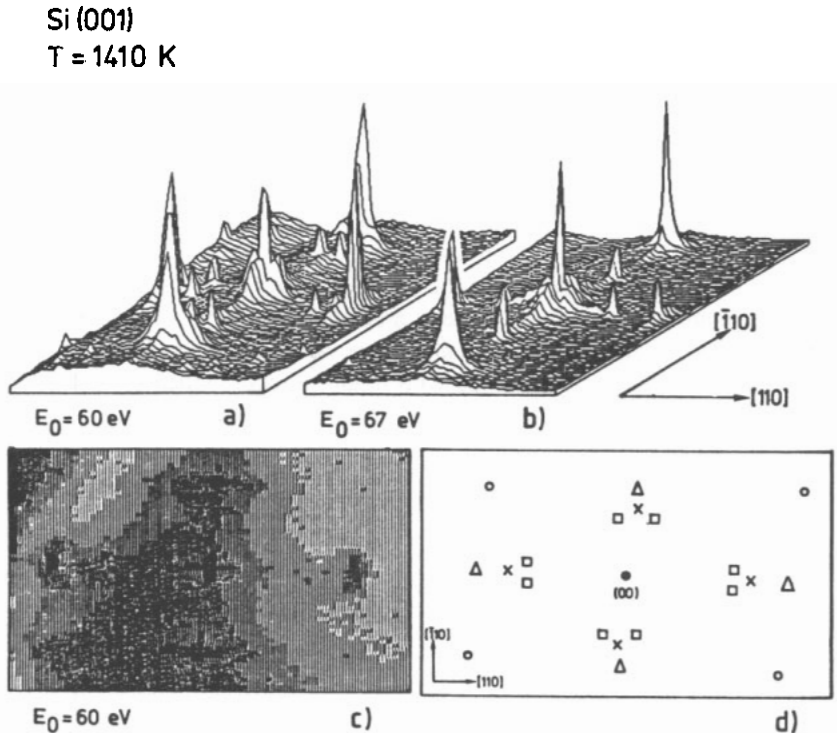 Si (001)
T = 1410 K
E₀ = 60 eV
a)
E₀ = 67 eV
b)
[1̄10]
[110]
E₀ = 60 eV
c)
(00)
[1̄10]
[110]
d)